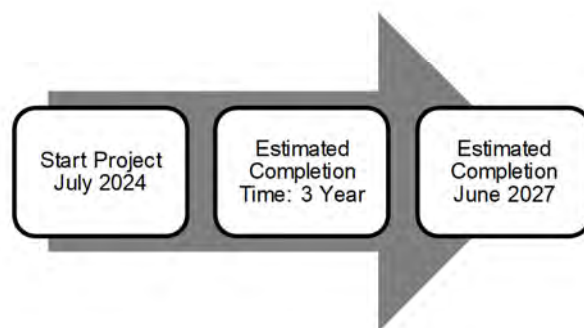 Start Project
July 2024
Estimated
Completion
Time: 3 Year
Estimated
Completion
June 2027